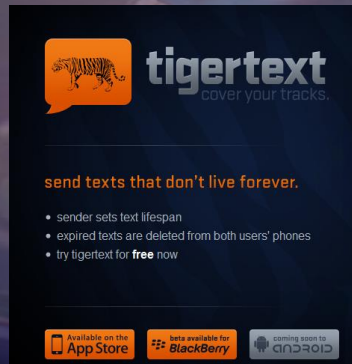 tigertext
cover your tracks.
send texts that don't live forever.
• sender sets text lifespan
• expired texts are deleted from both users' phones
• try tigertext for free now
Available on the
App Store
beta available for
BlackBerry
coming soon to
ANDROID